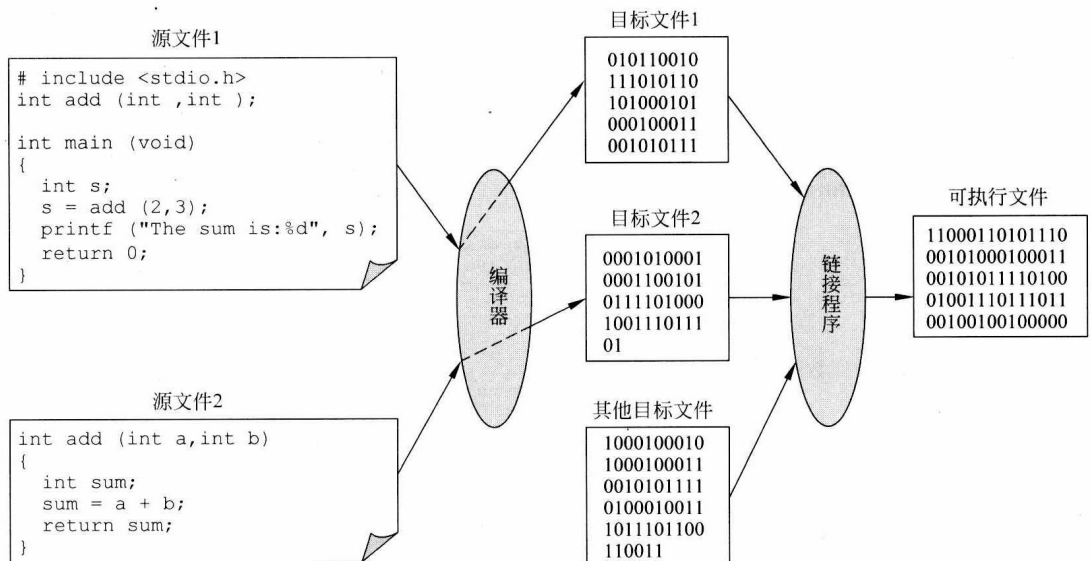 源文件1
# include <stdio.h>
int add (int ,int );
int main (void)
{
int s;
s = add (2,3);
printf ("The sum is:%d", s);
return 0;
}
源文件2
int add (int a,int b)
{
int sum;
sum = a + b;
return sum;
}
编译器
目标文件1
010110010
111010110
101000101
000100011
001010111
目标文件2
0001010001
0001100101
0111101000
1001110111
01
其他目标文件
1000100010
1000100011
0010101111
0100010011
1011101100
110011
链接程序
可执行文件
11000110101110
00101000100011
00101011110100
01001110111011
00100100100000